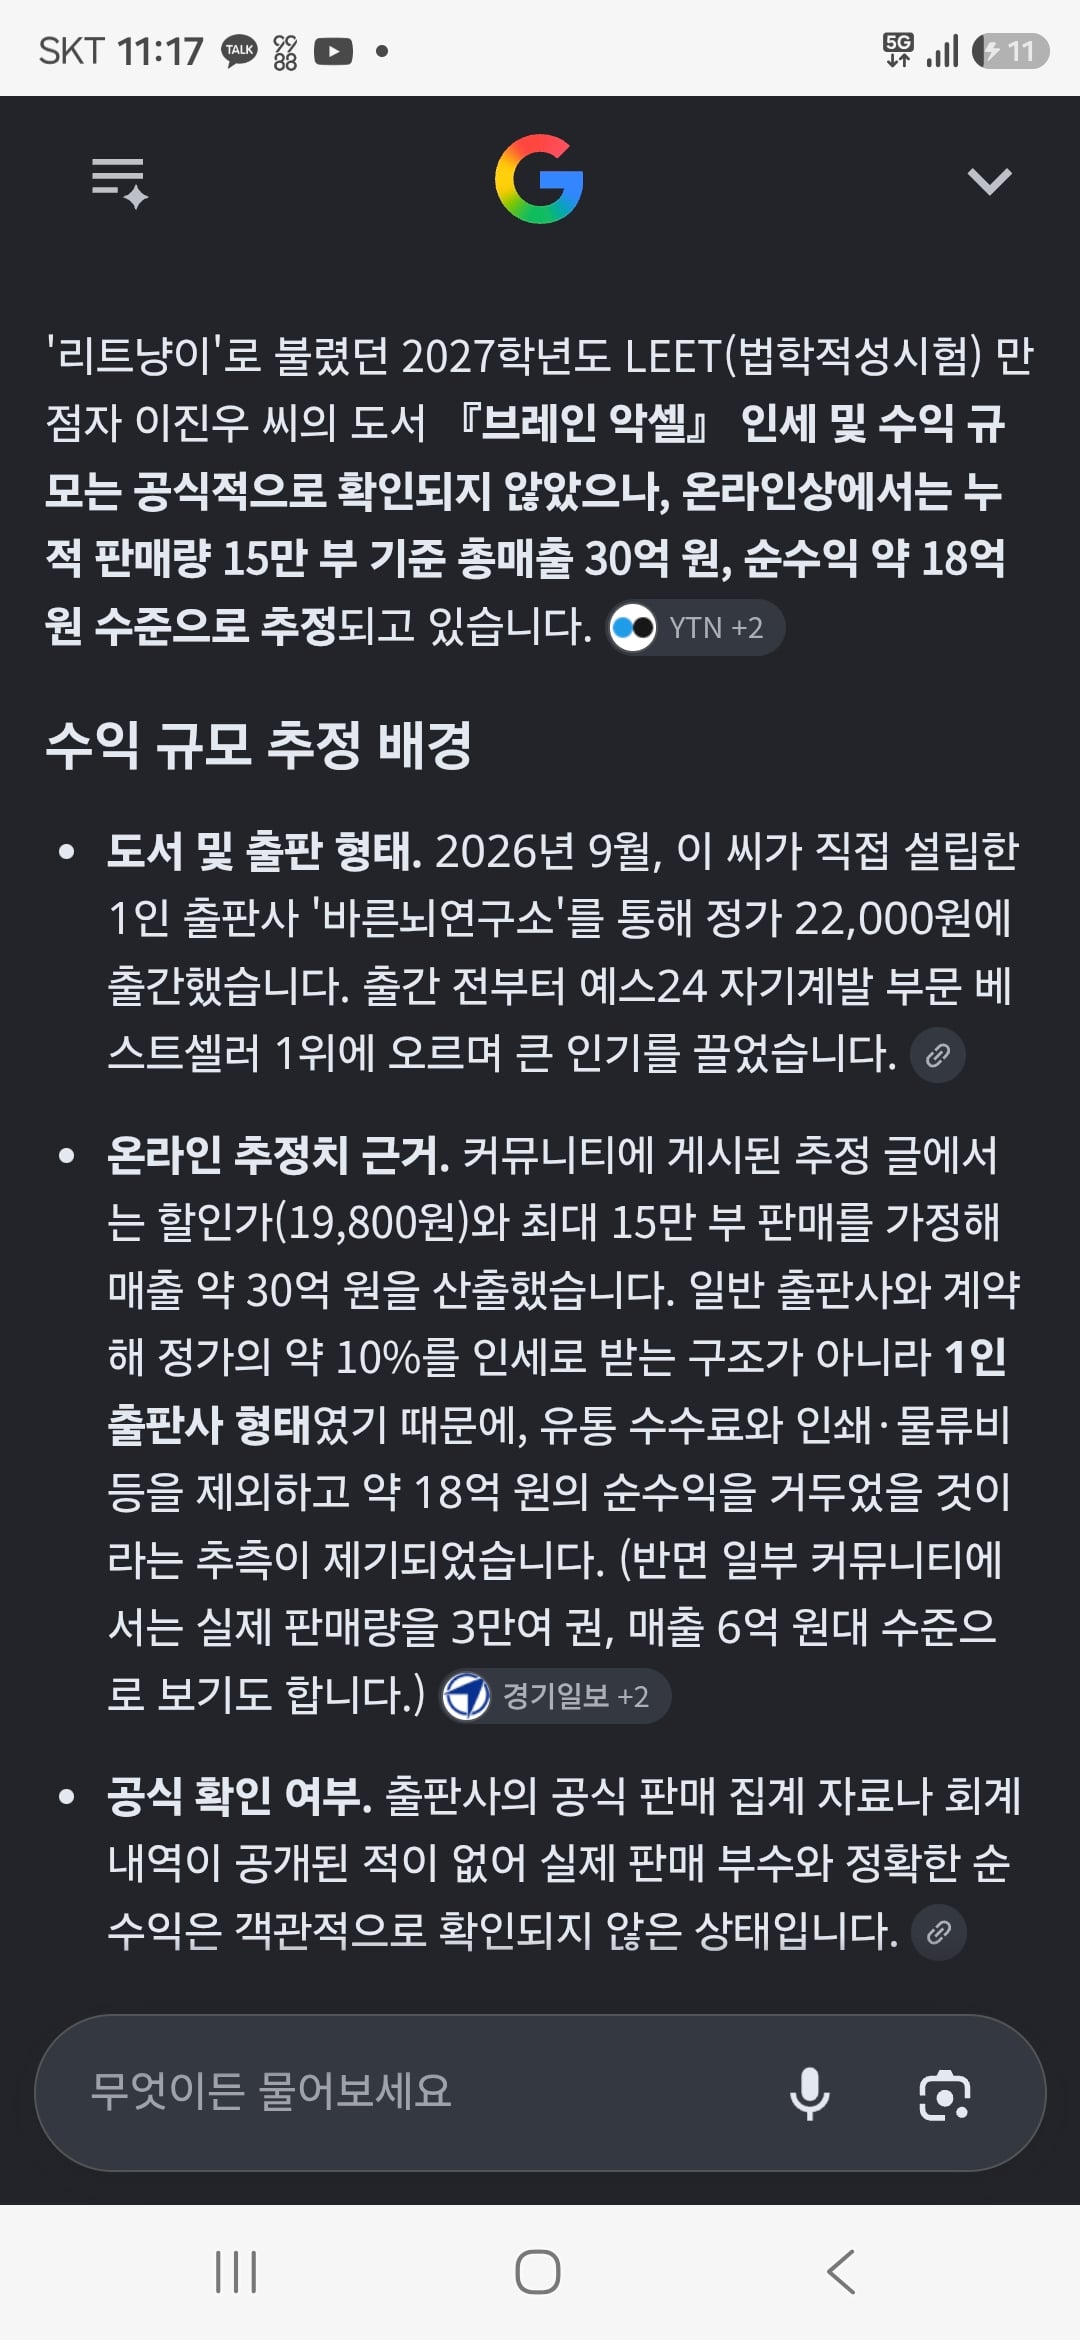 SKT 11:17 TALK 99 88 5G 11
'리트냥이'로 불렸던 2027학년도 LEET(법학적성시험) 만
점자 이진우 씨의 도서 『브레인 악셀』 인세 및 수익 규
모는 공식적으로 확인되지 않았으나, 온라인상에서는 누
적 판매량 15만 부 기준 총매출 30억 원, 순수익 약 18억
원 수준으로 추정되고 있습니다. YTN +2
수익 규모 추정 배경
• 도서 및 출판 형태. 2026년 9월, 이 씨가 직접 설립한
1인 출판사 '바른뇌연구소'를 통해 정가 22,000원에
출간했습니다. 출간 전부터 예스24 자기계발 부문 베
스트셀러 1위에 오르며 큰 인기를 끌었습니다.
• 온라인 추정치 근거. 커뮤니티에 게시된 추정 글에서
는 할인가(19,800원)와 최대 15만 부 판매를 가정해
매출 약 30억 원을 산출했습니다. 일반 출판사와 계약
해 정가의 약 10%를 인세로 받는 구조가 아니라 1인
출판사 형태였기 때문에, 유통 수수료와 인쇄·물류비
등을 제외하고 약 18억 원의 순수익을 거두었을 것이
라는 추측이 제기되었습니다. (반면 일부 커뮤니티에
서는 실제 판매량을 3만여 권, 매출 6억 원대 수준으
로 보기도 합니다.) 경기일보 +2
• 공식 확인 여부. 출판사의 공식 판매 집계 자료나 회계
내역이 공개된 적이 없어 실제 판매 부수와 정확한 순
수익은 객관적으로 확인되지 않은 상태입니다.
무엇이든 물어보세요